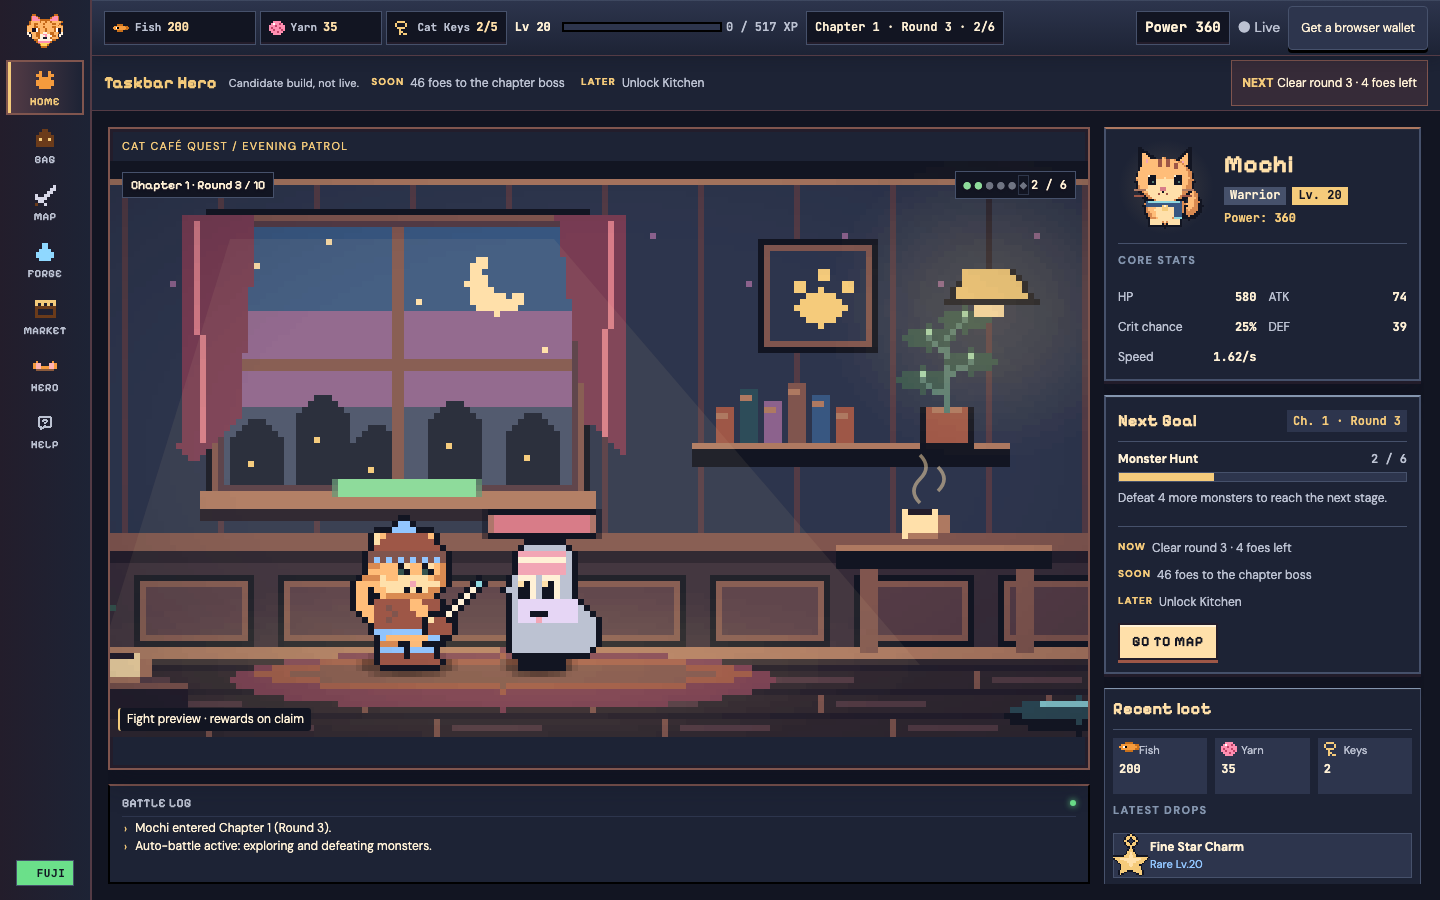 Fish 200
Yarn 35
Cat Keys 2/5
Lv 20
0 / 517 XP
Chapter 1 · Round 3 · 2/6
Power 360
Live
Get a browser wallet
Taskbar Hero
Candidate build, not live.
SOON 46 foes to the chapter boss
LATER Unlock Kitchen
NEXT Clear round 3 · 4 foes left
HOME
BAG
MAP
FORGE
MARKET
HERO
HELP
FUJI
CAT CAFÉ QUEST / EVENING PATROL
Chapter 1 · Round 3 / 10
2 / 6
Fight preview · rewards on claim
BATTLE LOG
› Mochi entered Chapter 1 (Round 3).
› Auto-battle active: exploring and defeating monsters.
Mochi
Warrior Lv. 20
Power: 360
CORE STATS
HP 580 ATK 74
Crit chance 25% DEF 39
Speed 1.62/s
Next Goal
Ch. 1 · Round 3
Monster Hunt 2 / 6
Defeat 4 more monsters to reach the next stage.
NOW Clear round 3 · 4 foes left
SOON 46 foes to the chapter boss
LATER Unlock Kitchen
GO TO MAP
Recent loot
Fish 200
Yarn 35
Keys 2
LATEST DROPS
Fine Star Charm
Rare Lv.20